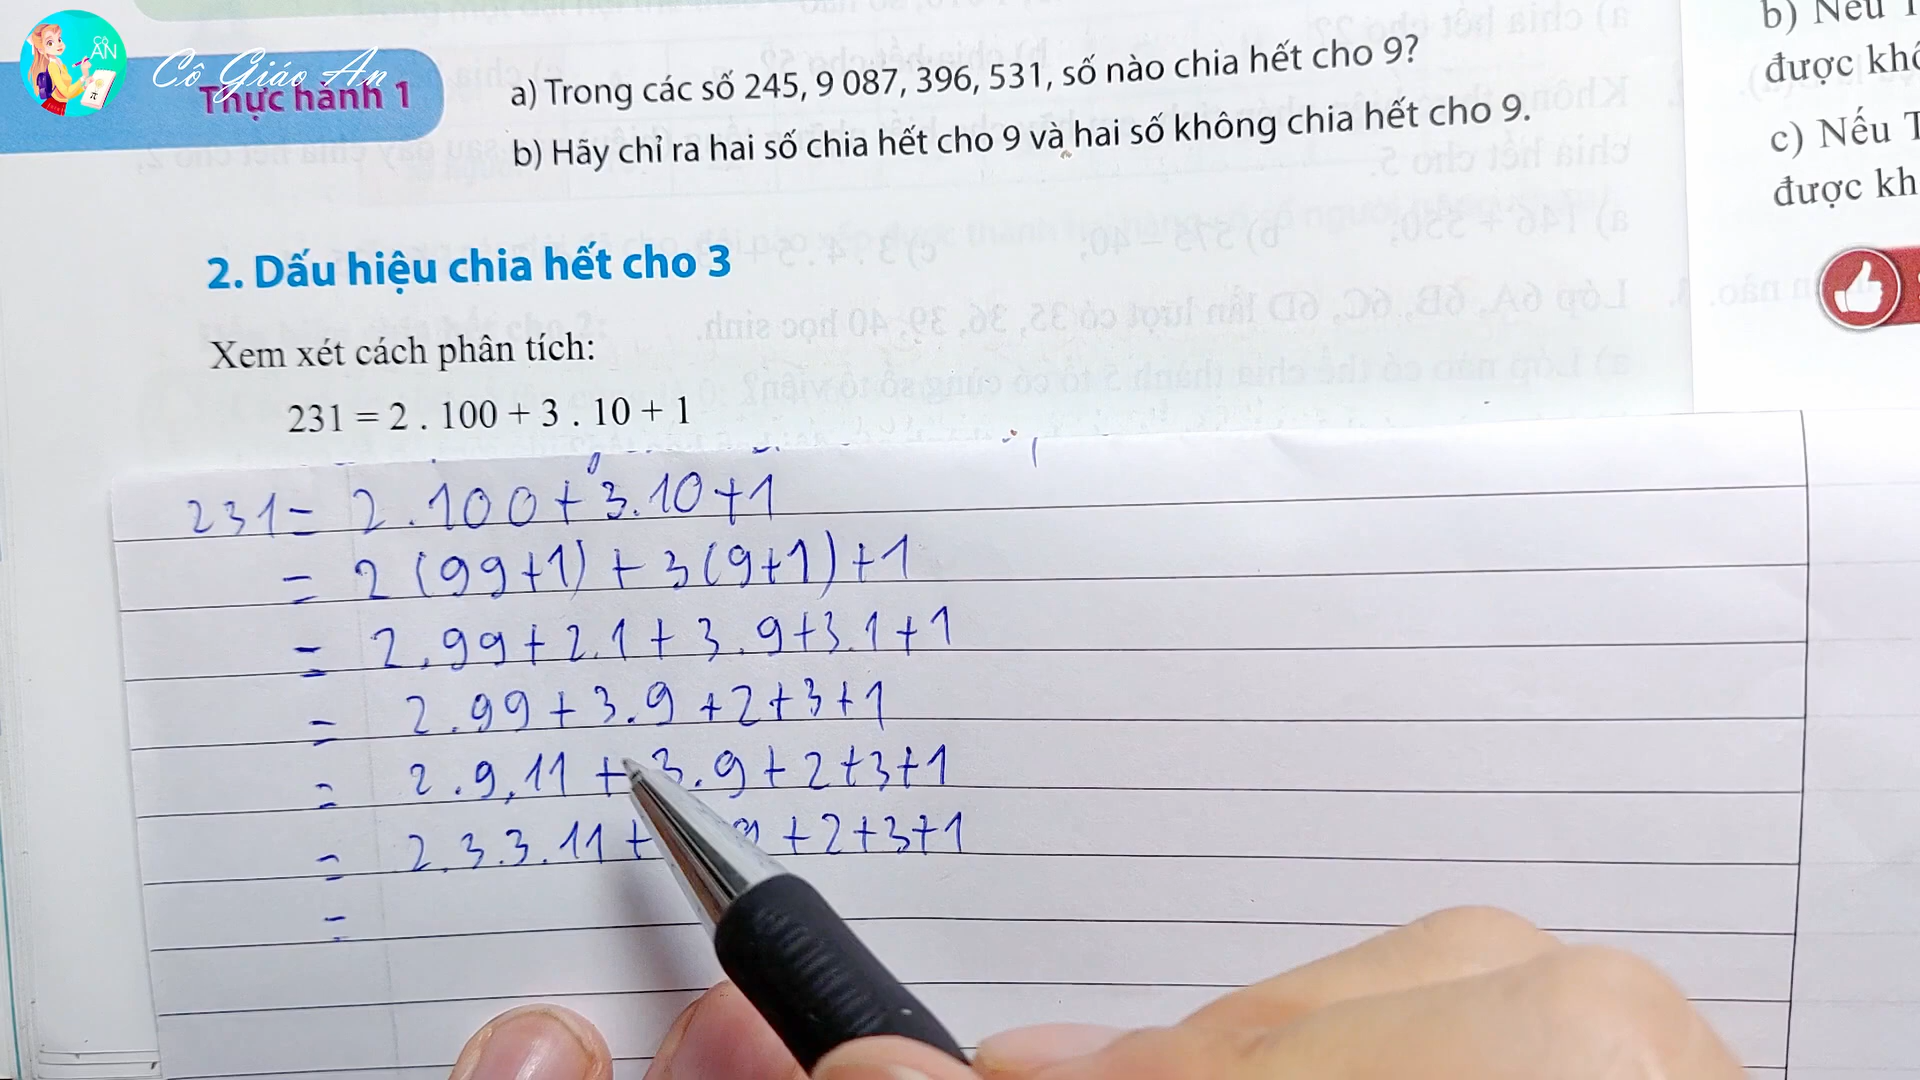 CÔ
ÂN
π
Cô Giáo Ân
Thực hành 1
a) Trong các số 245, 9 087, 396, 531, số nào chia hết cho 9?
b) Hãy chỉ ra hai số chia hết cho 9 và hai số không chia hết cho 9.
2. Dấu hiệu chia hết cho 3
Xem xét cách phân tích:
231 = 2 . 100 + 3 . 10 + 1
231 = 2.100+3.10+1
= 2(99+1) + 3(9+1)+1
= 2.99+2.1+3.9+3.1+1
= 2.99+3.9+2+3+1
= 2.9.11+3.9+2+3+1
= 2.3.3.11+ +2+3+1
=
b) Nếu
được
c) Nếu
được